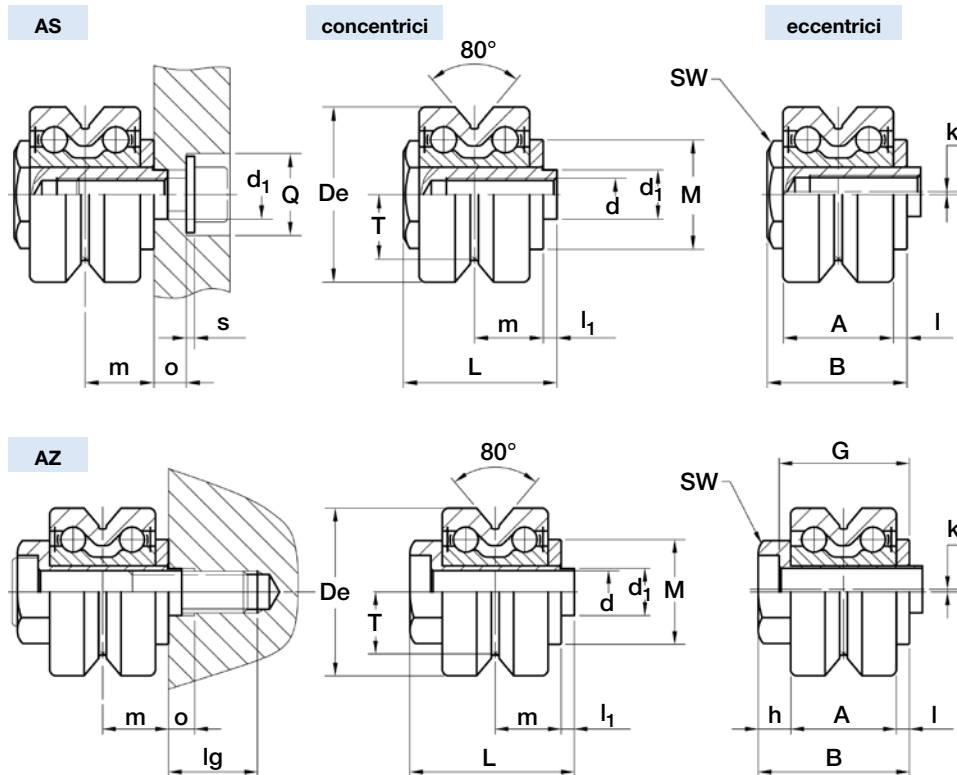 AS
concentrici
eccentrici
80°
SW
k
De
T
d
d1
M
d1
Q
s
m
o
m
l1
L
A
l
B
AZ
80°
G
SW
k
De
T
d
d1
M
m
o
lg
m
l1
L
h
A
l
B